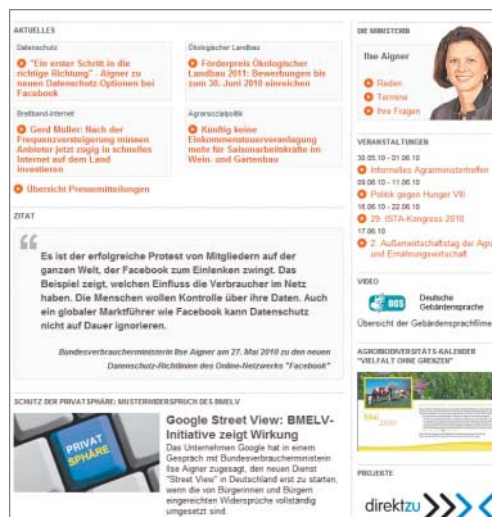 AKTUELLES
Datenschutz
"Ein erster Schritt in die
richtige Richtung" - Aigner zu
neuen Datenschutz-Optionen bei
Facebook
Ökologischer Landbau
Förderpreis Ökologischer
Landbau 2011: Bewerbungen bis
zum 30. Juni 2010 einreichen
Breitband-Internet
Gerd Müller: Nach der
Frequenzversteigerung müssen
Anbieter jetzt zügig in schnelles
Internet auf dem Land
investieren
Agrarsozialpolitik
Künftig keine
Einkommensteuerveranlagung
mehr für Saisonarbeitskräfte im
Wein- und Gartenbau
Übersicht Pressemitteilungen
ZITAT
Es ist der erfolgreiche Protest von Mitgliedern auf der
ganzen Welt, der Facebook zum Einlenken zwingt. Das
Beispiel zeigt, welchen Einfluss die Verbraucher im Netz
haben. Die Menschen wollen Kontrolle über ihre Daten. Auch
ein globaler Marktführer wie Facebook kann Datenschutz
nicht auf Dauer ignorieren.
Bundesverbraucherministerin Ilse Aigner am 27. Mai 2010 zu den neuen
Datenschutz-Richtlinien des Online-Netzwerks "Facebook"
SCHUTZ DER PRIVATSPHÄRE: MUSTERWIDERSPRUCH DES BMELV
PRIVAT
SPHÄRE
Google Street View: BMELV-
Initiative zeigt Wirkung
Das Unternehmen Google hat in einem
Gespräch mit Bundesverbraucherministerin
Ilse Aigner zugesagt, den neuen Dienst
"Street View" in Deutschland erst zu starten,
wenn die von Bürgerinnen und Bürgern
eingereichten Widersprüche vollständig
umgesetzt sind.
DIE MINISTERIN
Ilse Aigner
Reden
Termine
Ihre Fragen
VERANSTALTUNGEN
30.05.10 - 01.06.10
Informelles Agrarministertreffen
09.06.10 - 11.06.10
Politik gegen Hunger VIII
16.06.10 - 22.06.10
29. ISTA-Kongress 2010
17.06.10
2. Außenwirtschaftstag der Agra
und Ernährungswirtschaft
VIDEO
DGS
Deutsche
Gebärdensprache
Übersicht der Gebärdensprachfilme
AGROBIODIVERSITÄTS-KALENDER
"VIELFALT OHNE GRENZEN"
Mai
2010
PROJEKTE
direktzu